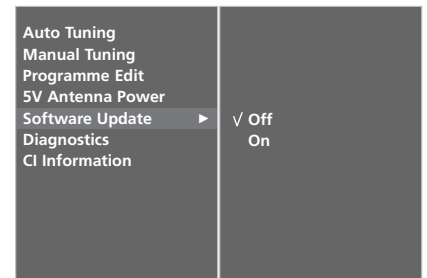 Auto Tuning
Manual Tuning
Programme Edit
5V Antenna Power
Software Update ►
√ Off
On
Diagnostics
CI Information